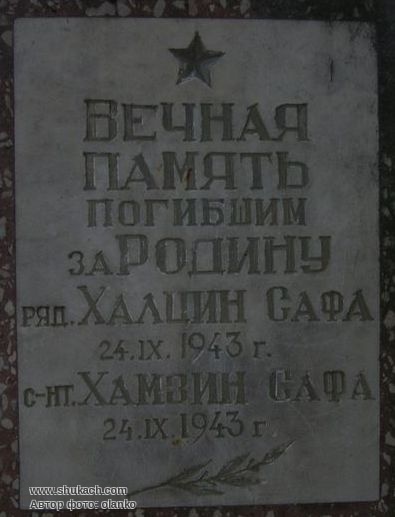 ВЕЧНАЯ
ПАМЯТЬ
ПОГИБШИМ
ЗА РОДИНУ
РЯД. ХАЛЦИН САФА
24.IX.1943 г.
С-НТ. ХАМЗИН САФА
24.IX.1943 г
www.shukach.com
Автор фото: olanko